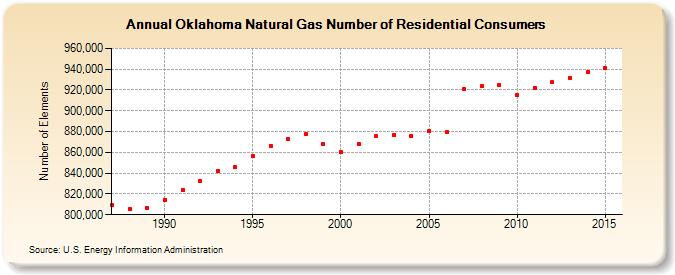 Annual Oklahoma Natural Gas Number of Residential Consumers
Number of Elements
960,000
940,000
920,000
900,000
880,000
860,000
840,000
820,000
800,000
1990 1995 2000 2005 2010 2015
Source: U.S. Energy Information Administration